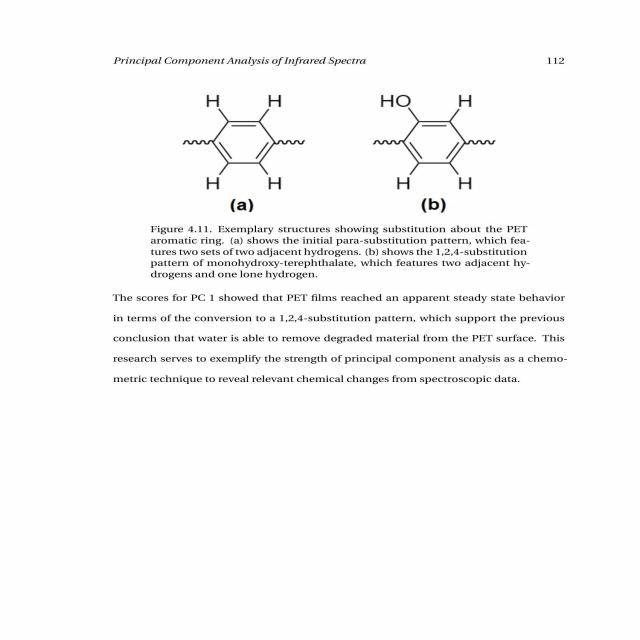 Principal Component Analysis of Infrared Spectra 112
H H HO H
H H H H
(a) (b)
Figure 4.11. Exemplary structures showing substitution about the PET
aromatic ring. (a) shows the initial para-substitution pattern, which fea-
tures two sets of two adjacent hydrogens. (b) shows the 1,2,4-substitution
pattern of monohydroxy-terephthalate, which features two adjacent hy-
drogens and one lone hydrogen.
The scores for PC 1 showed that PET films reached an apparent steady state behavior
in terms of the conversion to a 1,2,4-substitution pattern, which support the previous
conclusion that water is able to remove degraded material from the PET surface. This
research serves to exemplify the strength of principal component analysis as a chemo-
metric technique to reveal relevant chemical changes from spectroscopic data.